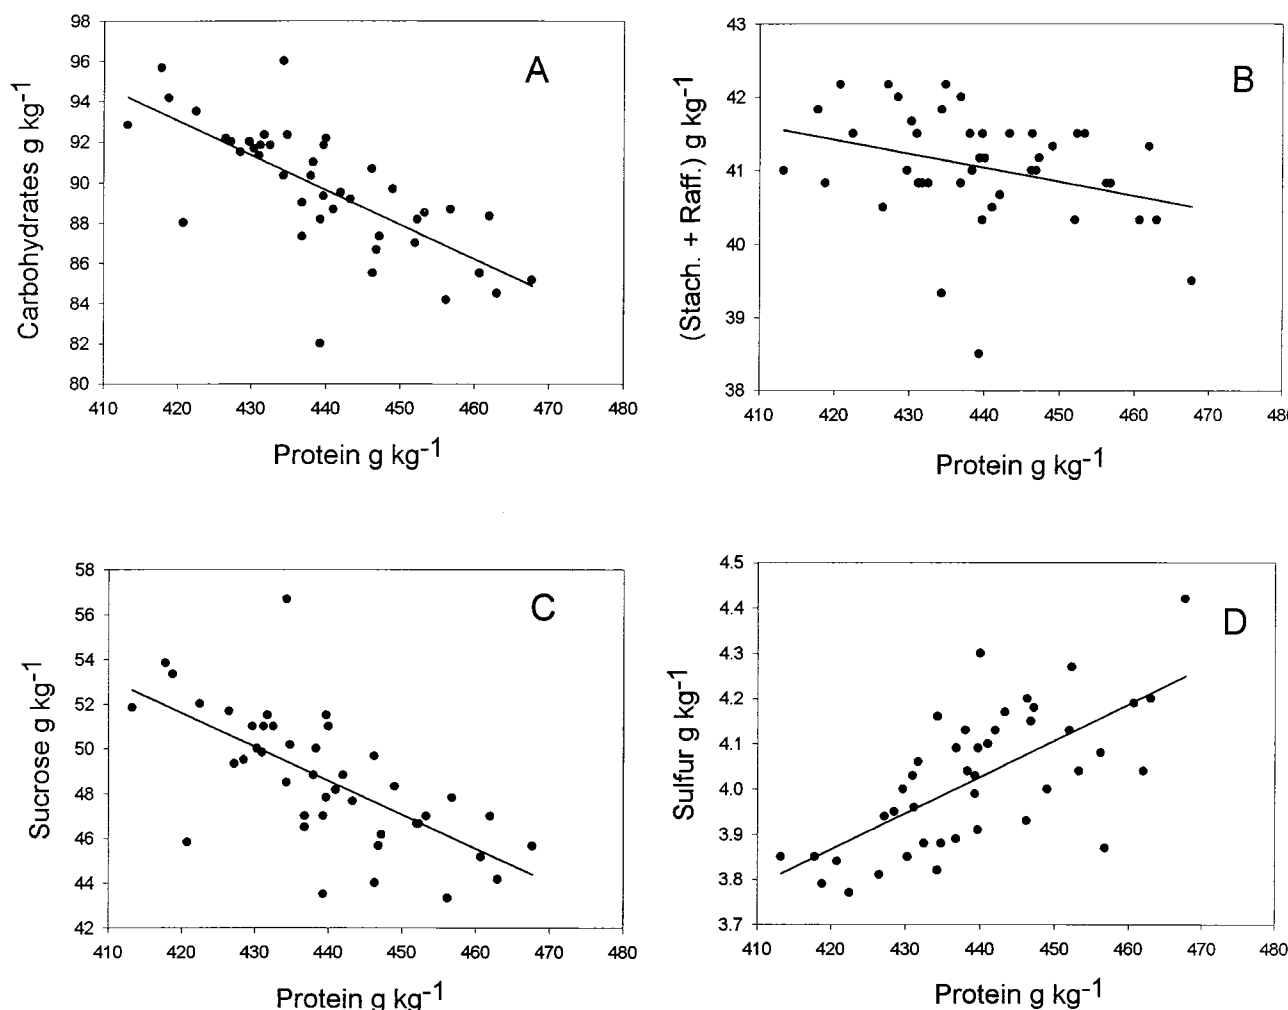 98
96
94
92
90
88
86
84
82
80
410 420 430 440 450 460 470 480
Carbohydrates g kg-1
Protein g kg-1
A
43
42
41
40
39
38
410 420 430 440 450 460 470 480
(Stach. + Raff.) g kg-1
Protein g kg-1
B
58
56
54
52
50
48
46
44
42
410 420 430 440 450 460 470 480
Sucrose g kg-1
Protein g kg-1
C
4.5
4.4
4.3
4.2
4.1
4.0
3.9
3.8
3.7
410 420 430 440 450 460 470 480
Sulfur g kg-1
Protein g kg-1
D